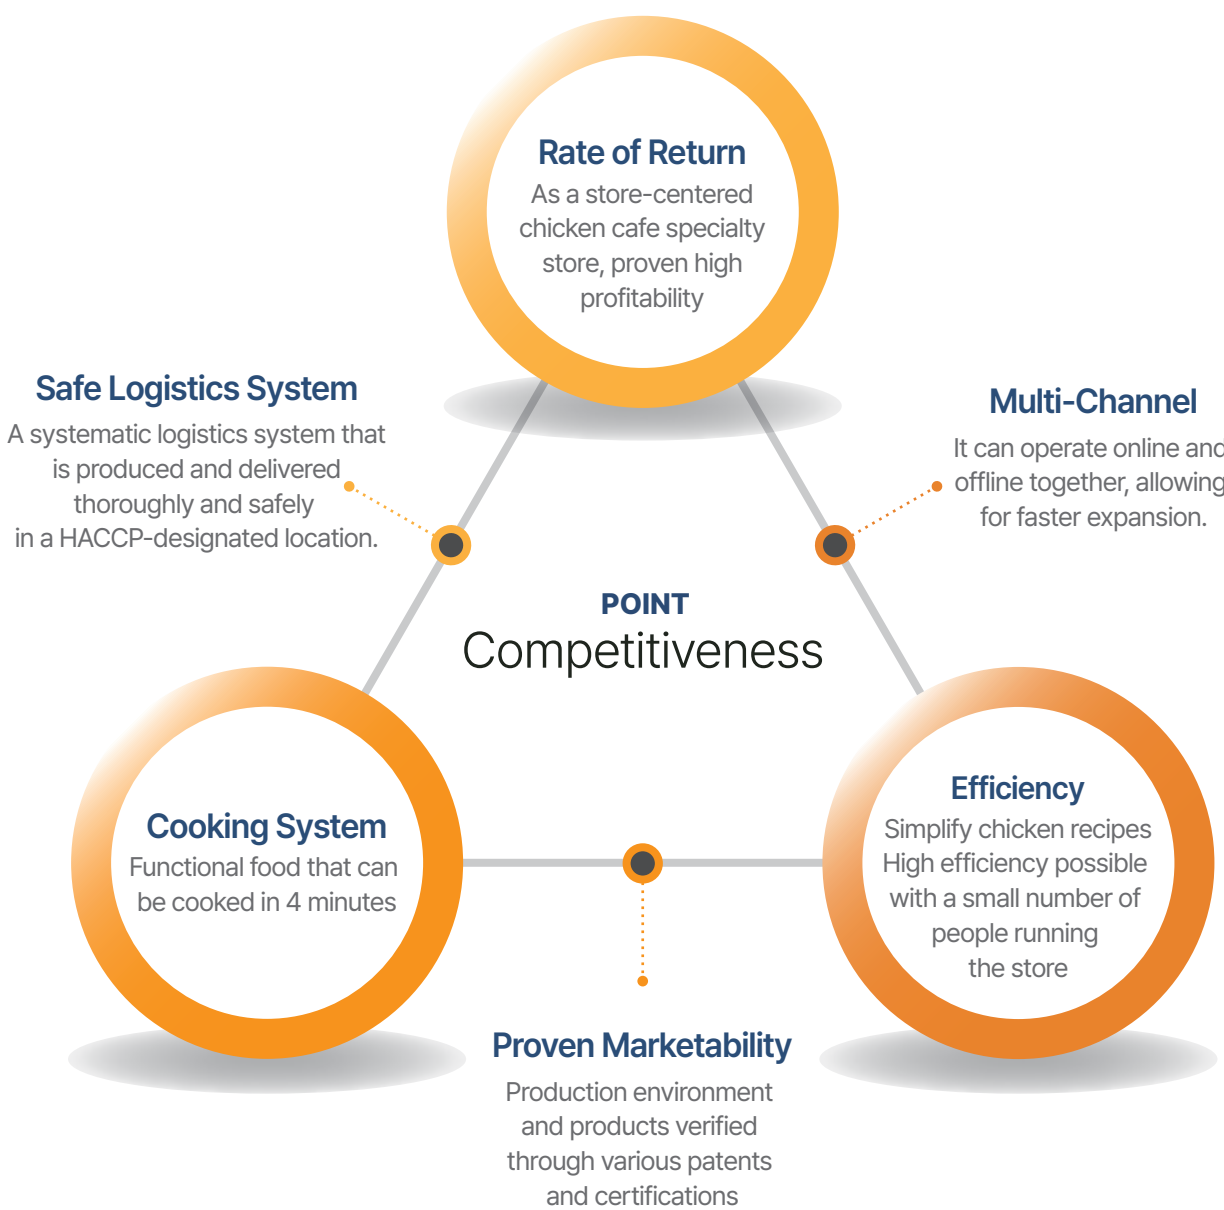 Rate of Return
As a store-centered
chicken cafe specialty
store, proven high
profitability
Safe Logistics System
A systematic logistics system that
is produced and delivered
thoroughly and safely
in a HACCP-designated location.
Multi-Channel
It can operate online and
offline together, allowing
for faster expansion.
POINT
Competitiveness
Cooking System
Functional food that can
be cooked in 4 minutes
Efficiency
Simplify chicken recipes
High efficiency possible
with a small number of
people running
the store
Proven Marketability
Production environment
and products verified
through various patents
and certifications